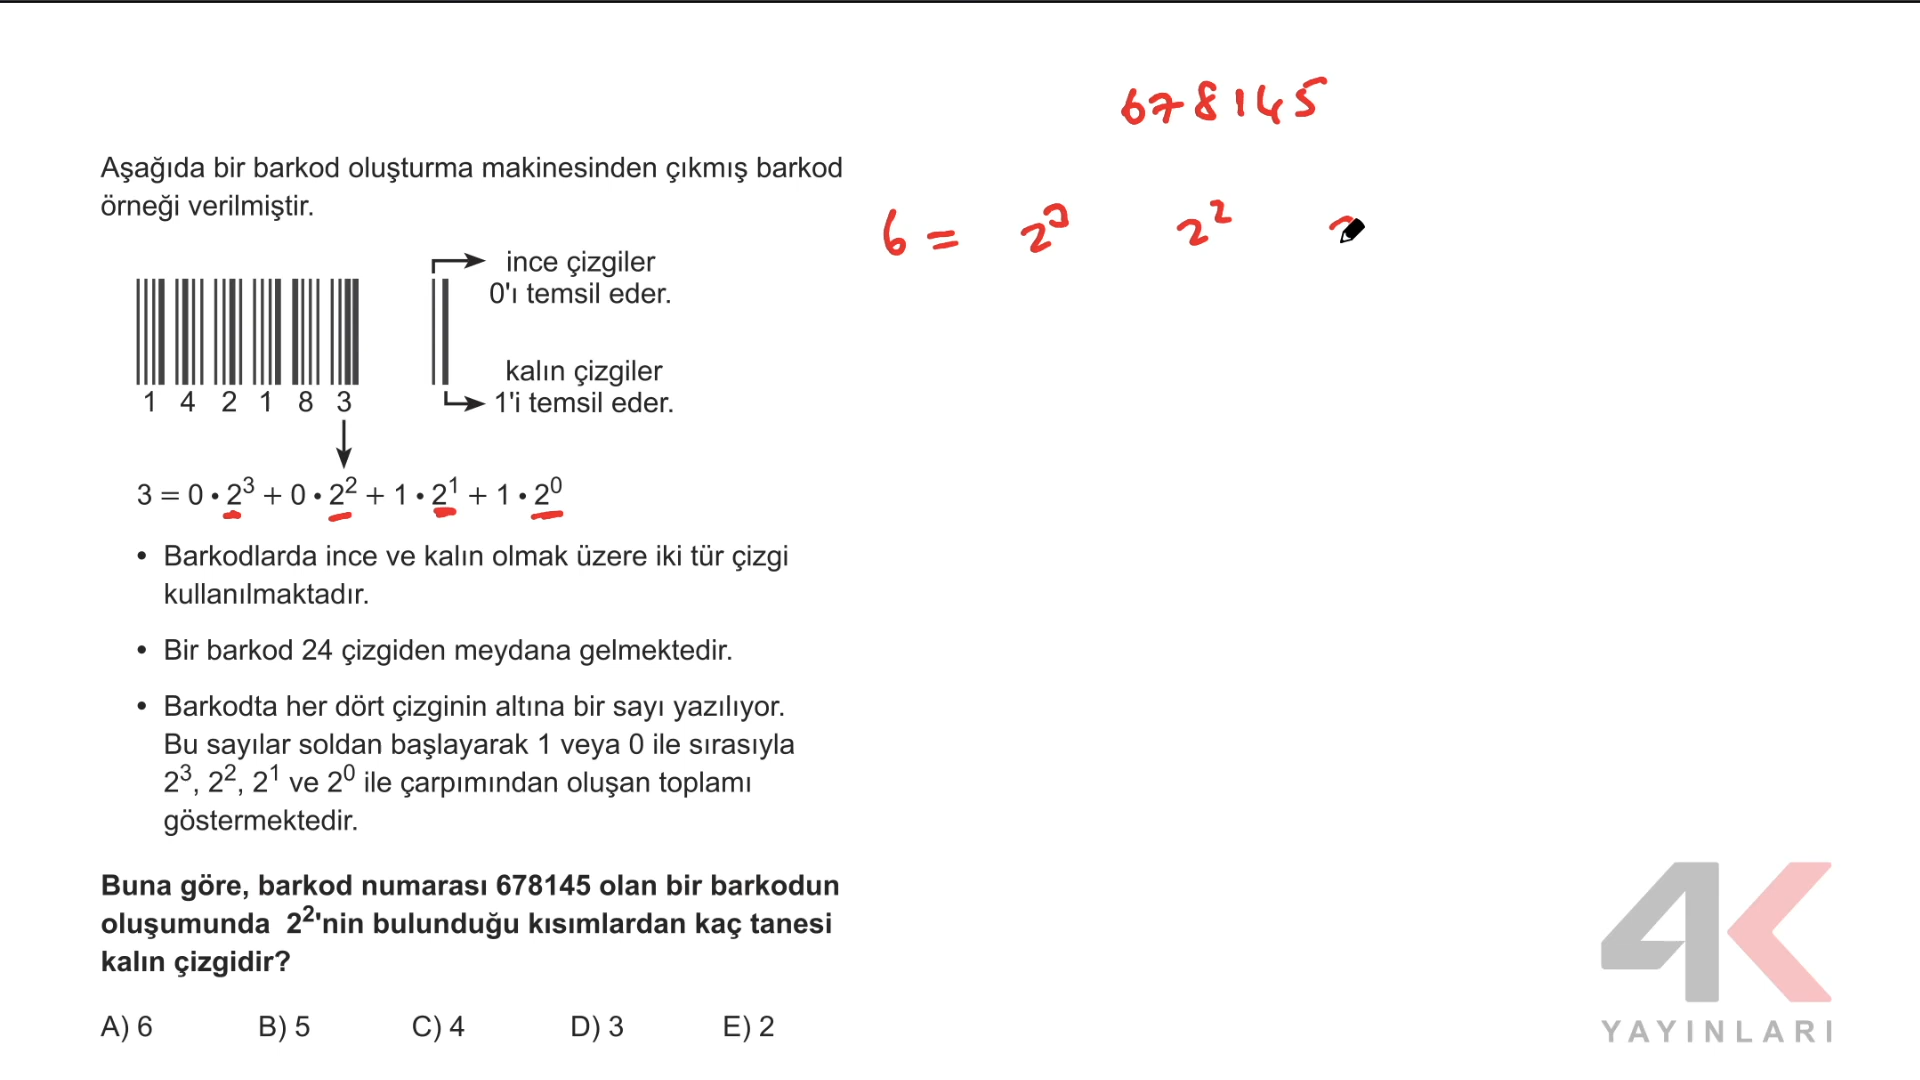 678145
Aşağıda bir barkod oluşturma makinesinden çıkmış barkod
örneği verilmiştir.
6 = 2³ 2²
ince çizgiler
0'ı temsil eder.
kalın çizgiler
1'i temsil eder.
1 4 2 1 8 3
3 = 0 • 2³ + 0 • 2² + 1 • 2¹ + 1 • 2⁰
• Barkodlarda ince ve kalın olmak üzere iki tür çizgi
kullanılmaktadır.
• Bir barkod 24 çizgiden meydana gelmektedir.
• Barkodta her dört çizginin altına bir sayı yazılıyor.
Bu sayılar soldan başlayarak 1 veya 0 ile sırasıyla
2³, 2², 2¹ ve 2⁰ ile çarpımından oluşan toplamı
göstermektedir.
Buna göre, barkod numarası 678145 olan bir barkodun
oluşumunda 2²'nin bulunduğu kısımlardan kaç tanesi
kalın çizgidir?
A) 6 B) 5 C) 4 D) 3 E) 2
4K
YAYINLARI